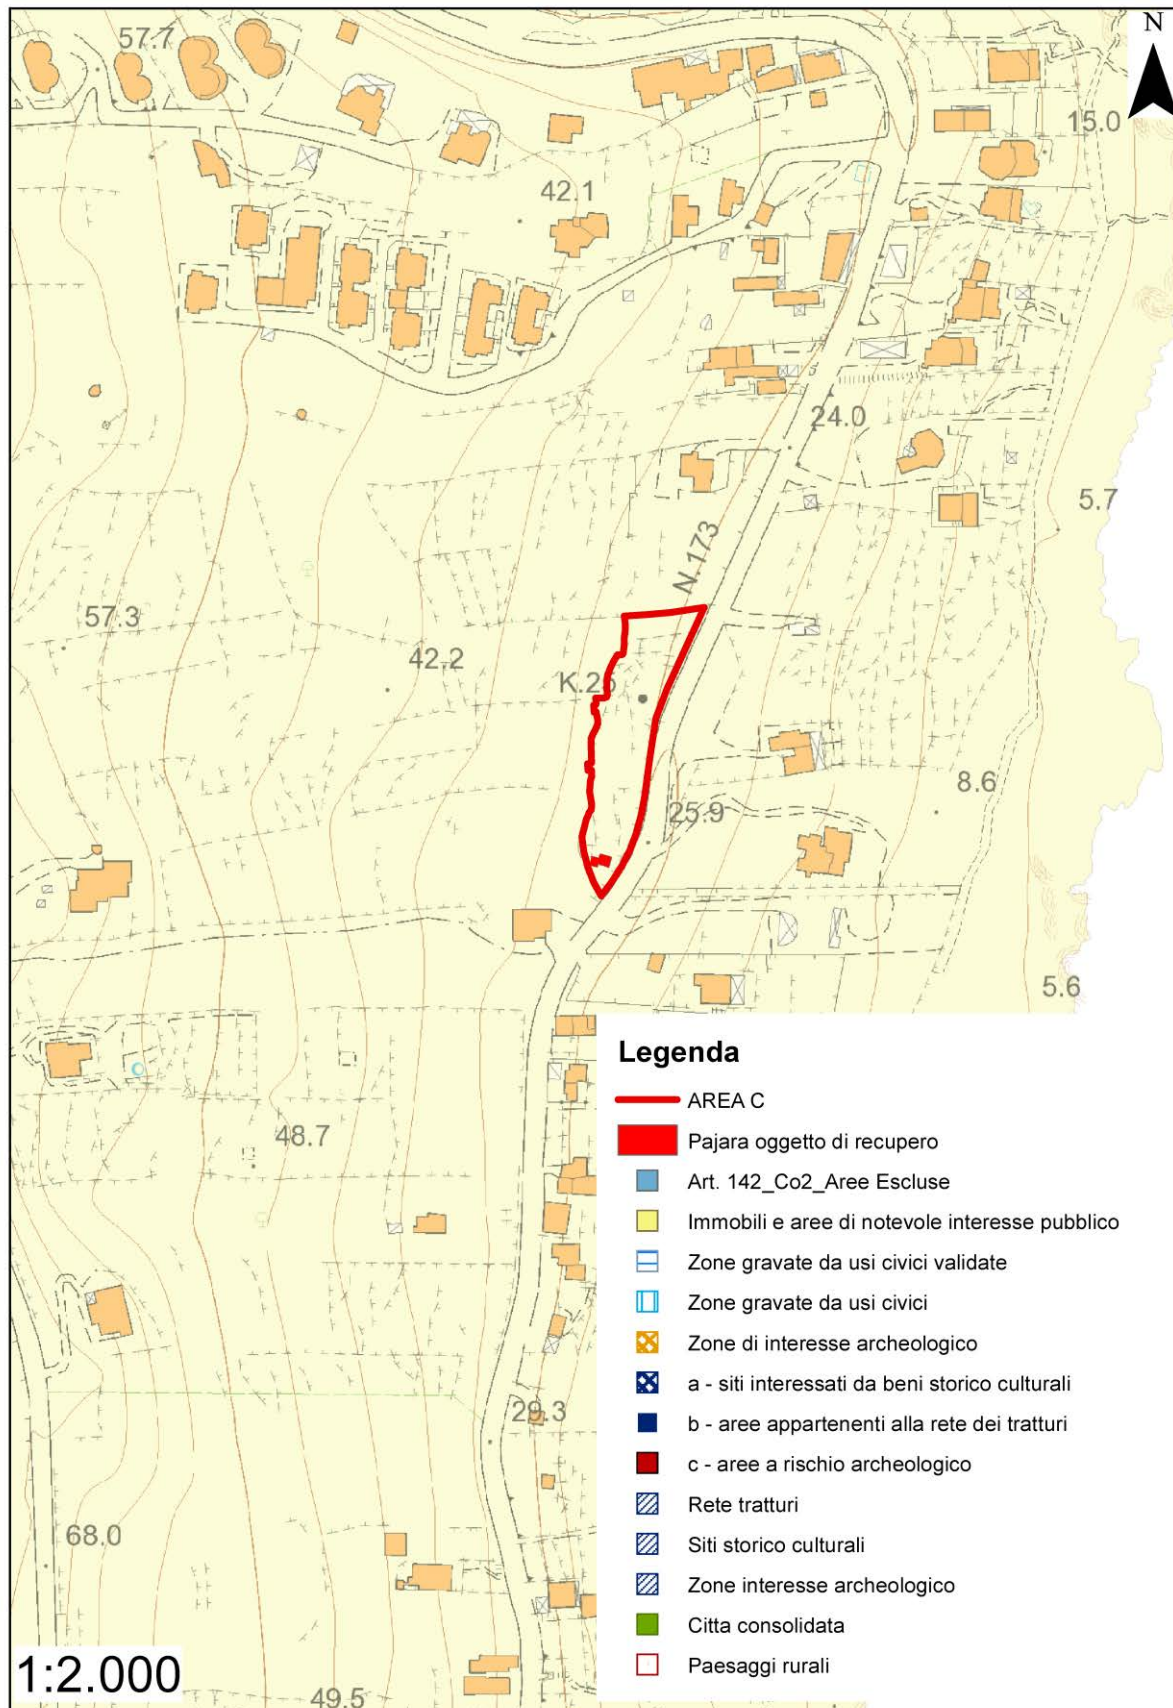 57.7
N
15.0
42.1
24.0
5.7
N.173
57.3
42.2
K.26
8.6
25.9
5.6
48.7
29.3
68.0
49.5
1:2.000
Legenda
AREA C
Pajara oggetto di recupero
Art. 142_Co2_Aree Escluse
Immobili e aree di notevole interesse pubblico
Zone gravate da usi civici validate
Zone gravate da usi civici
Zone di interesse archeologico
a - siti interessati da beni storico culturali
b - aree appartenenti alla rete dei tratturi
c - aree a rischio archeologico
Rete tratturi
Siti storico culturali
Zone interesse archeologico
Citta consolidata
Paesaggi rurali